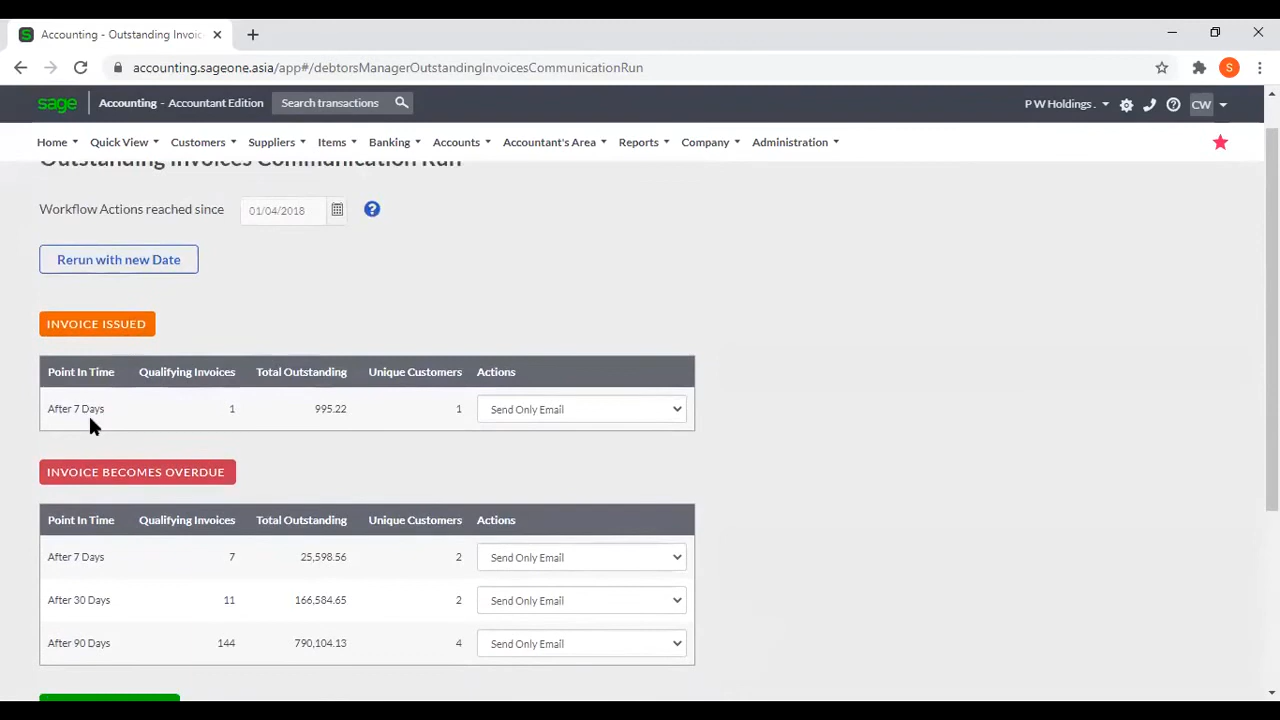 Accounting - Outstanding Invoic
accounting.sageone.asia/app#/debtorsManagerOutstandingInvoicesCommunicationRun
S
sage Accounting - Accountant Edition Search transactions P W Holdings . CW
Home Quick View Customers Suppliers Items Banking Accounts Accountant's Area Reports Company Administration
Outstanding Invoices Communication Run
Workflow Actions reached since 01/04/2018
Rerun with new Date
INVOICE ISSUED
Point In Time Qualifying Invoices Total Outstanding Unique Customers Actions
After 7 Days 1 995.22 1 Send Only Email
INVOICE BECOMES OVERDUE
Point In Time Qualifying Invoices Total Outstanding Unique Customers Actions
After 7 Days 7 25,598.56 2 Send Only Email
After 30 Days 11 166,584.65 2 Send Only Email
After 90 Days 144 790,104.13 4 Send Only Email